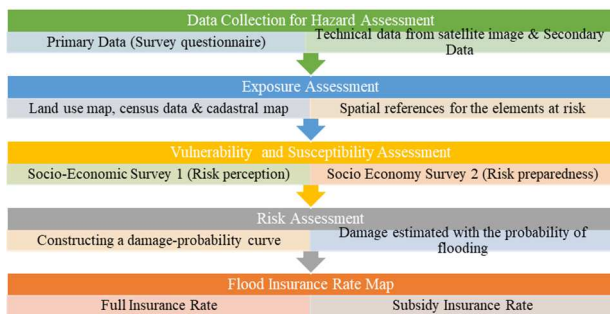 Data Collection for Hazard Assessment
Primary Data (Survey questionnaire)
Technical data from satellite image & Secondary
Data
Exposure Assessment
Land use map, census data & cadastral map
Spatial references for the elements at risk
Vulnerability and Susceptibility Assessment
Socio-Economic Survey 1 (Risk perception)
Socio Economy Survey 2 (Risk preparedness)
Risk Assessment
Constructing a damage-probability curve
Damage estimated with the probability of
flooding
Flood Insurance Rate Map
Full Insurance Rate
Subsidy Insurance Rate